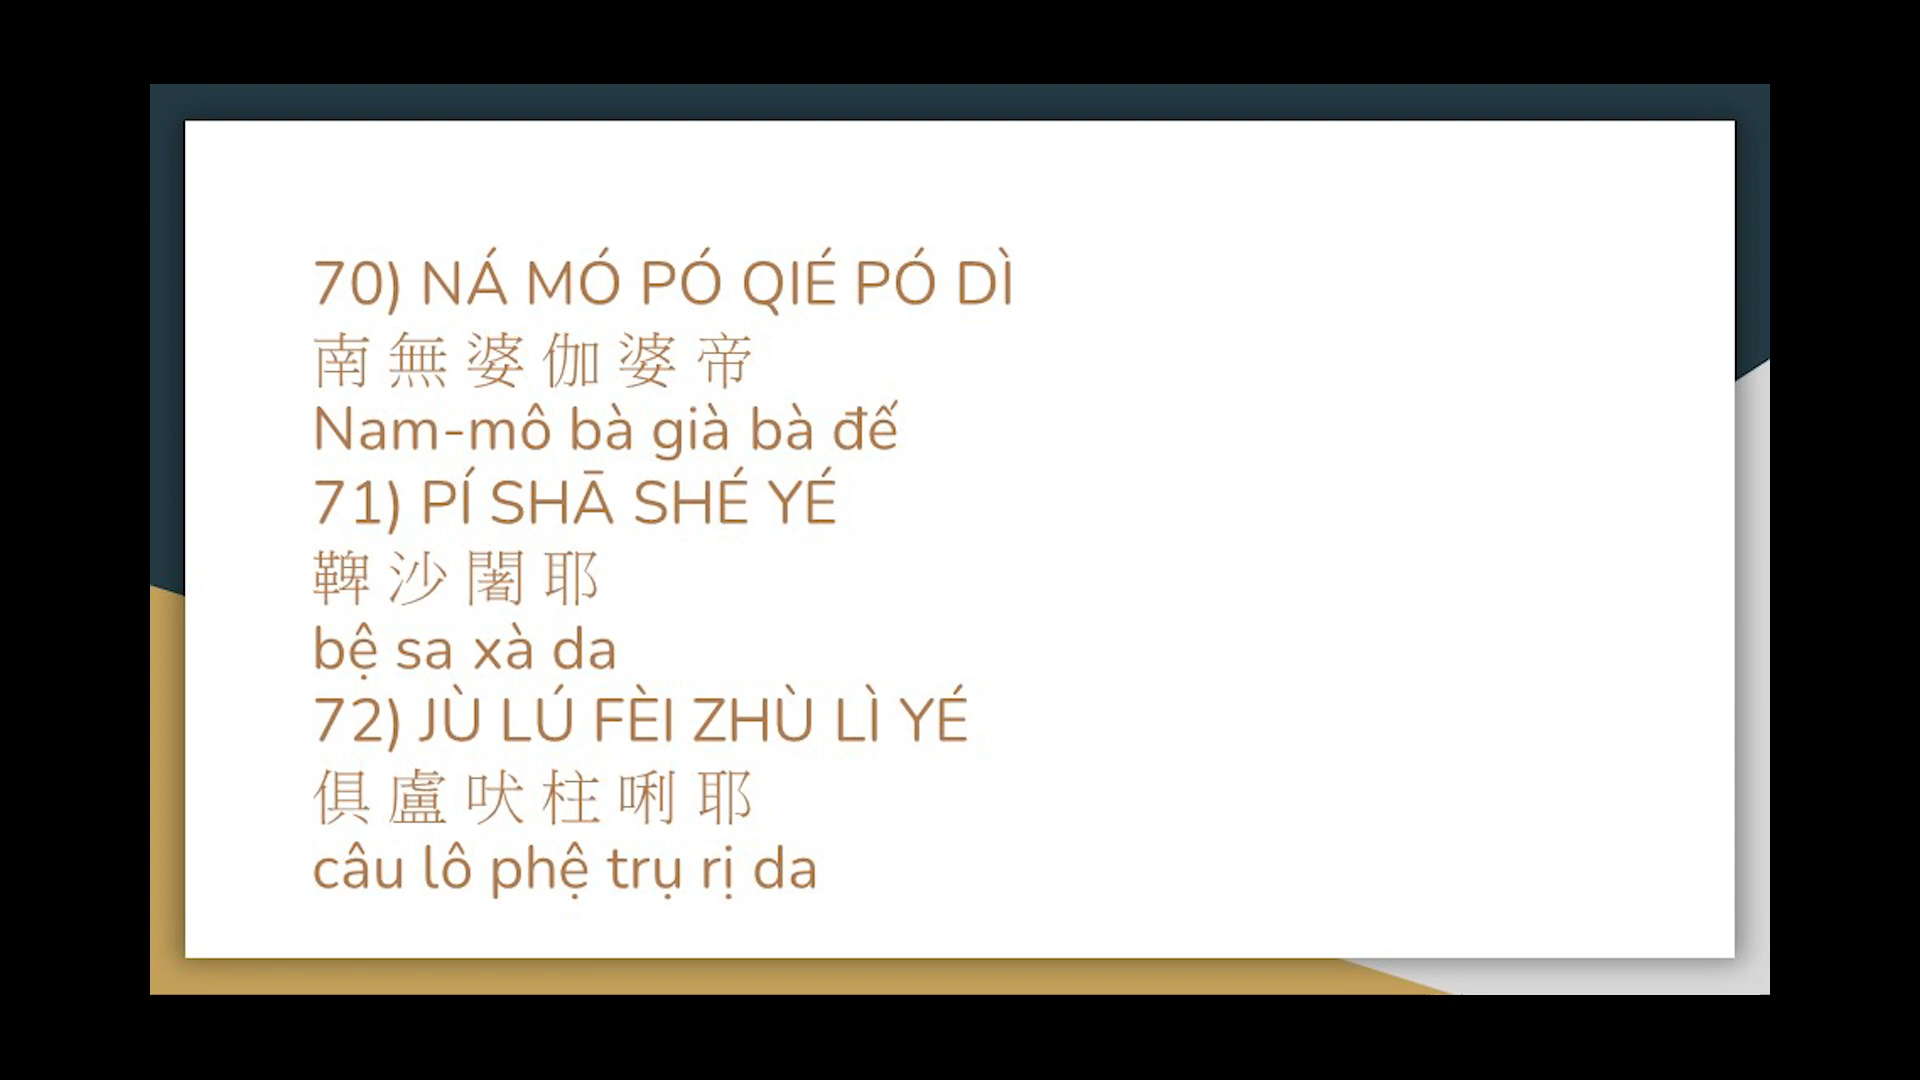 70) NÁ MÓ PÓ QIÉ PÓ DÌ
南 無 婆 伽 婆 帝
Nam-mô bà già bà đế
71) PÍ SHĀ SHÉ YÉ
鞞 沙 闍 耶
bệ sa xà da
72) JÙ LÚ FÈI ZHÙ LÌ YÉ
俱 盧 吠 柱 唎 耶
câu lô phệ trụ rị da